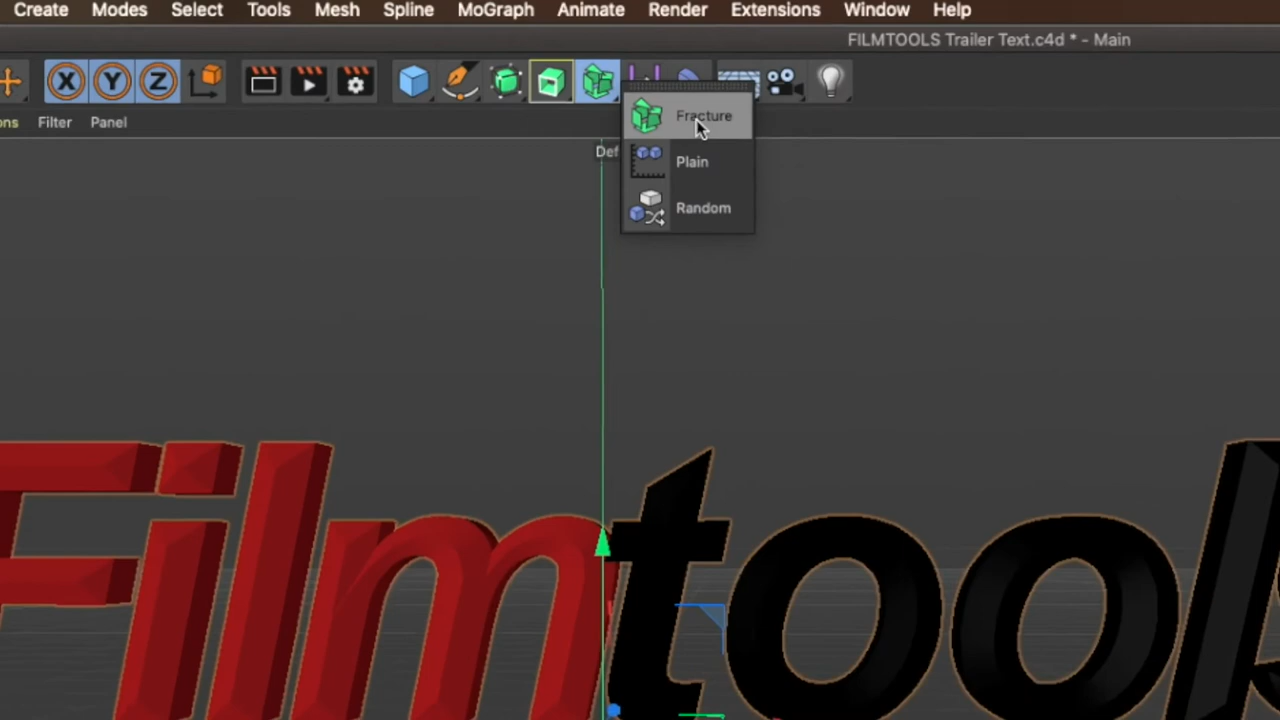 Create Modes Select Tools Mesh Spline MoGraph Animate Render Extensions Window Help
FILMTOOLS Trailer Text.c4d * - Main
X Y Z
ons Filter Panel
Def
Fracture
Plain
Random
Filmtools